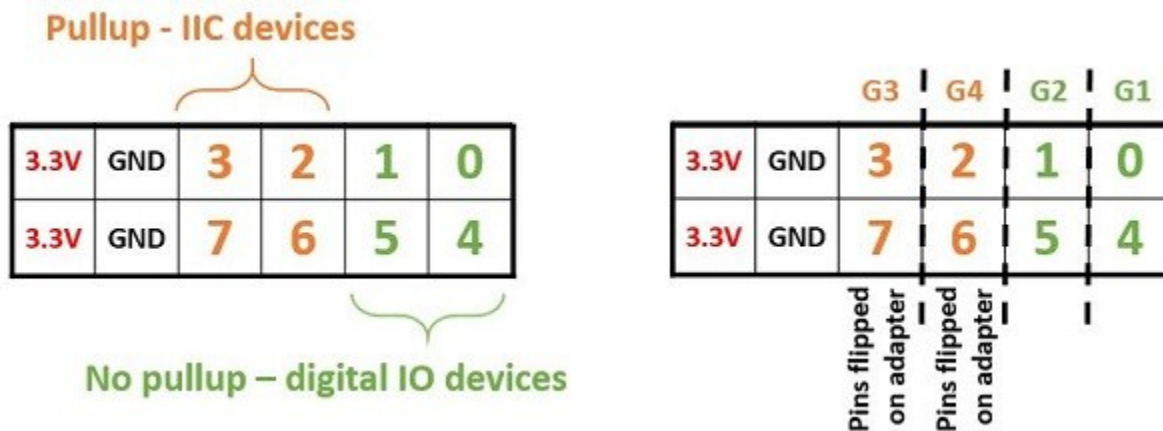 Pullup - IIC devices
3.3V GND 3 2 1 0
3.3V GND 7 6 5 4
No pullup – digital IO devices
G3 G4 G2 G1
3.3V GND 3 2 1 0
3.3V GND 7 6 5 4
Pins flipped
on adapter
Pins flipped
on adapter